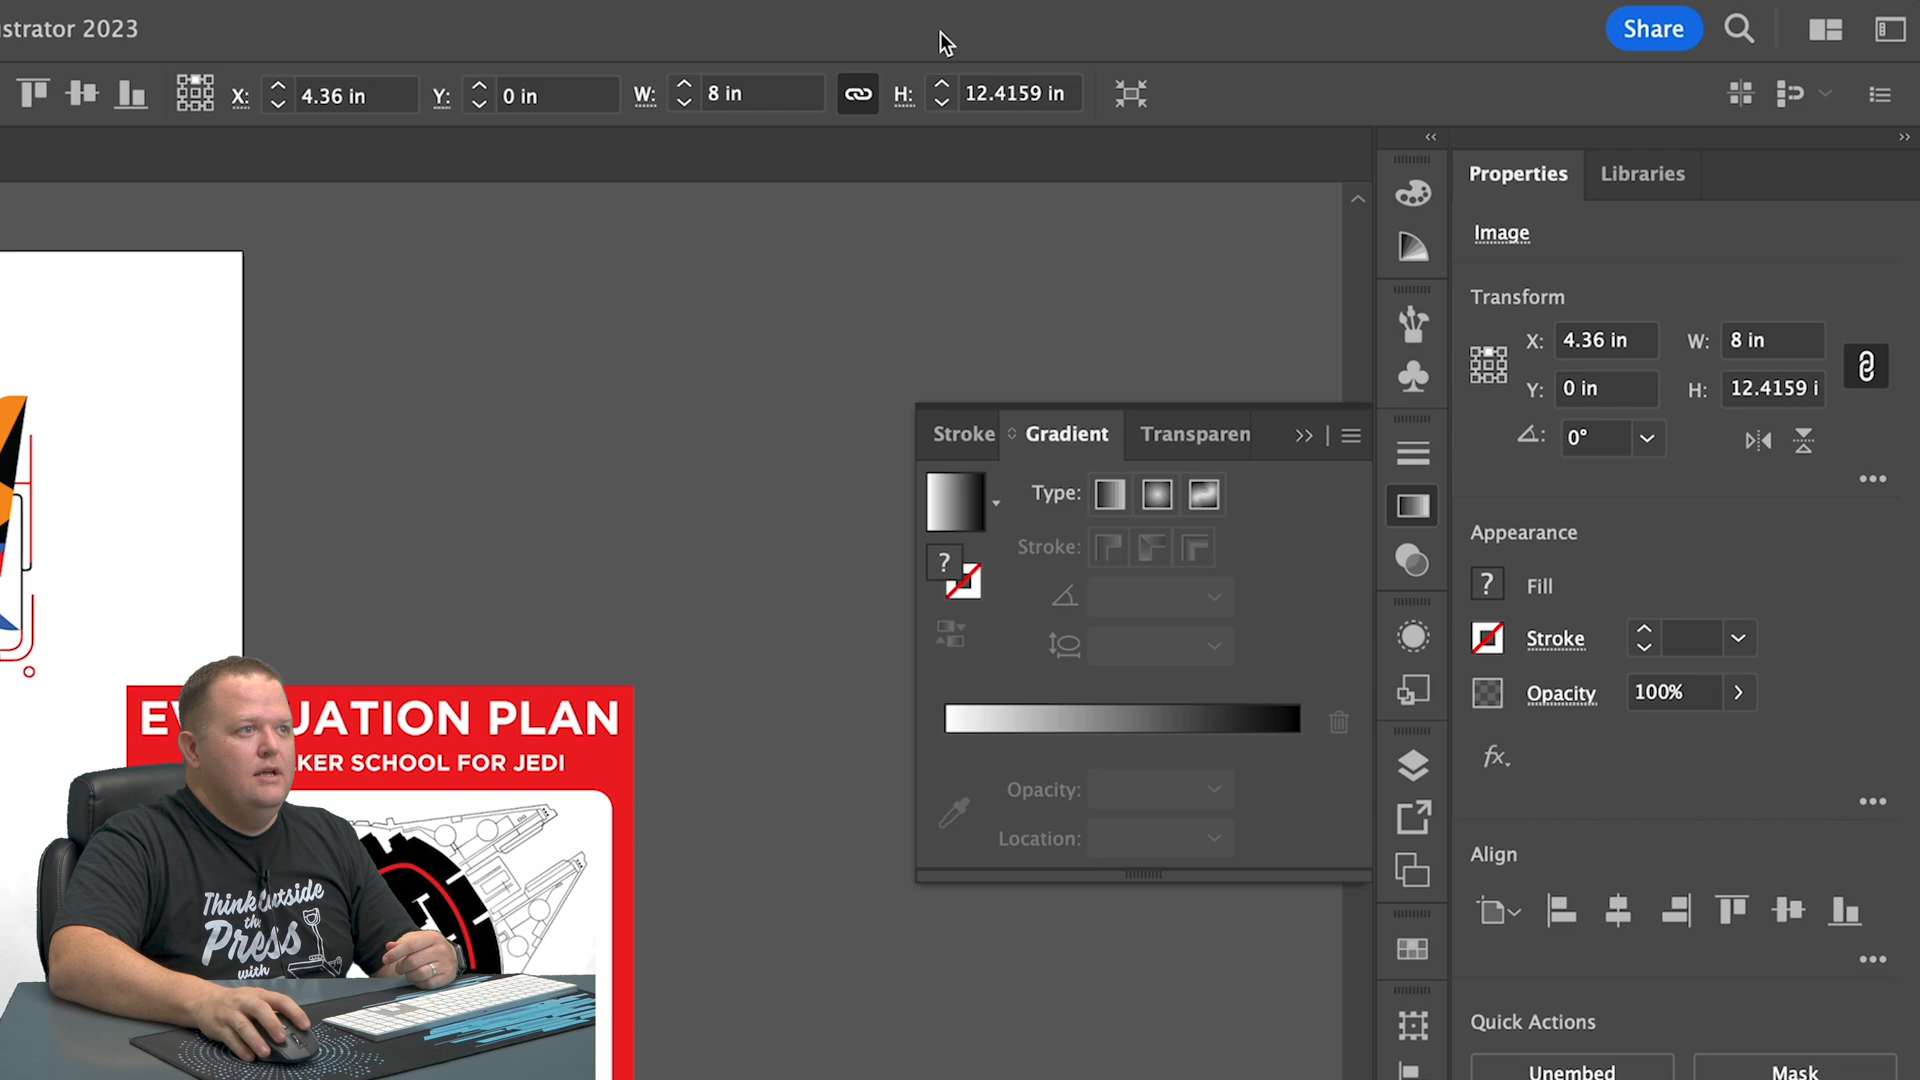 ustrator 2023
Share
X: 4.36 in Y: 0 in W: 8 in H: 12.4159 in
Properties Libraries
Image
Transform
X: 4.36 in W: 8 in
Y: 0 in H: 12.4159 i
0°
Stroke Gradient Transparen
Type:
Stroke:
?
Opacity:
Location:
Appearance
? Fill
Stroke
Opacity 100%
fx.
Align
Quick Actions
Unembed Mask
UATION PLAN
KER SCHOOL FOR JEDI
Think Outside
the
Press
with